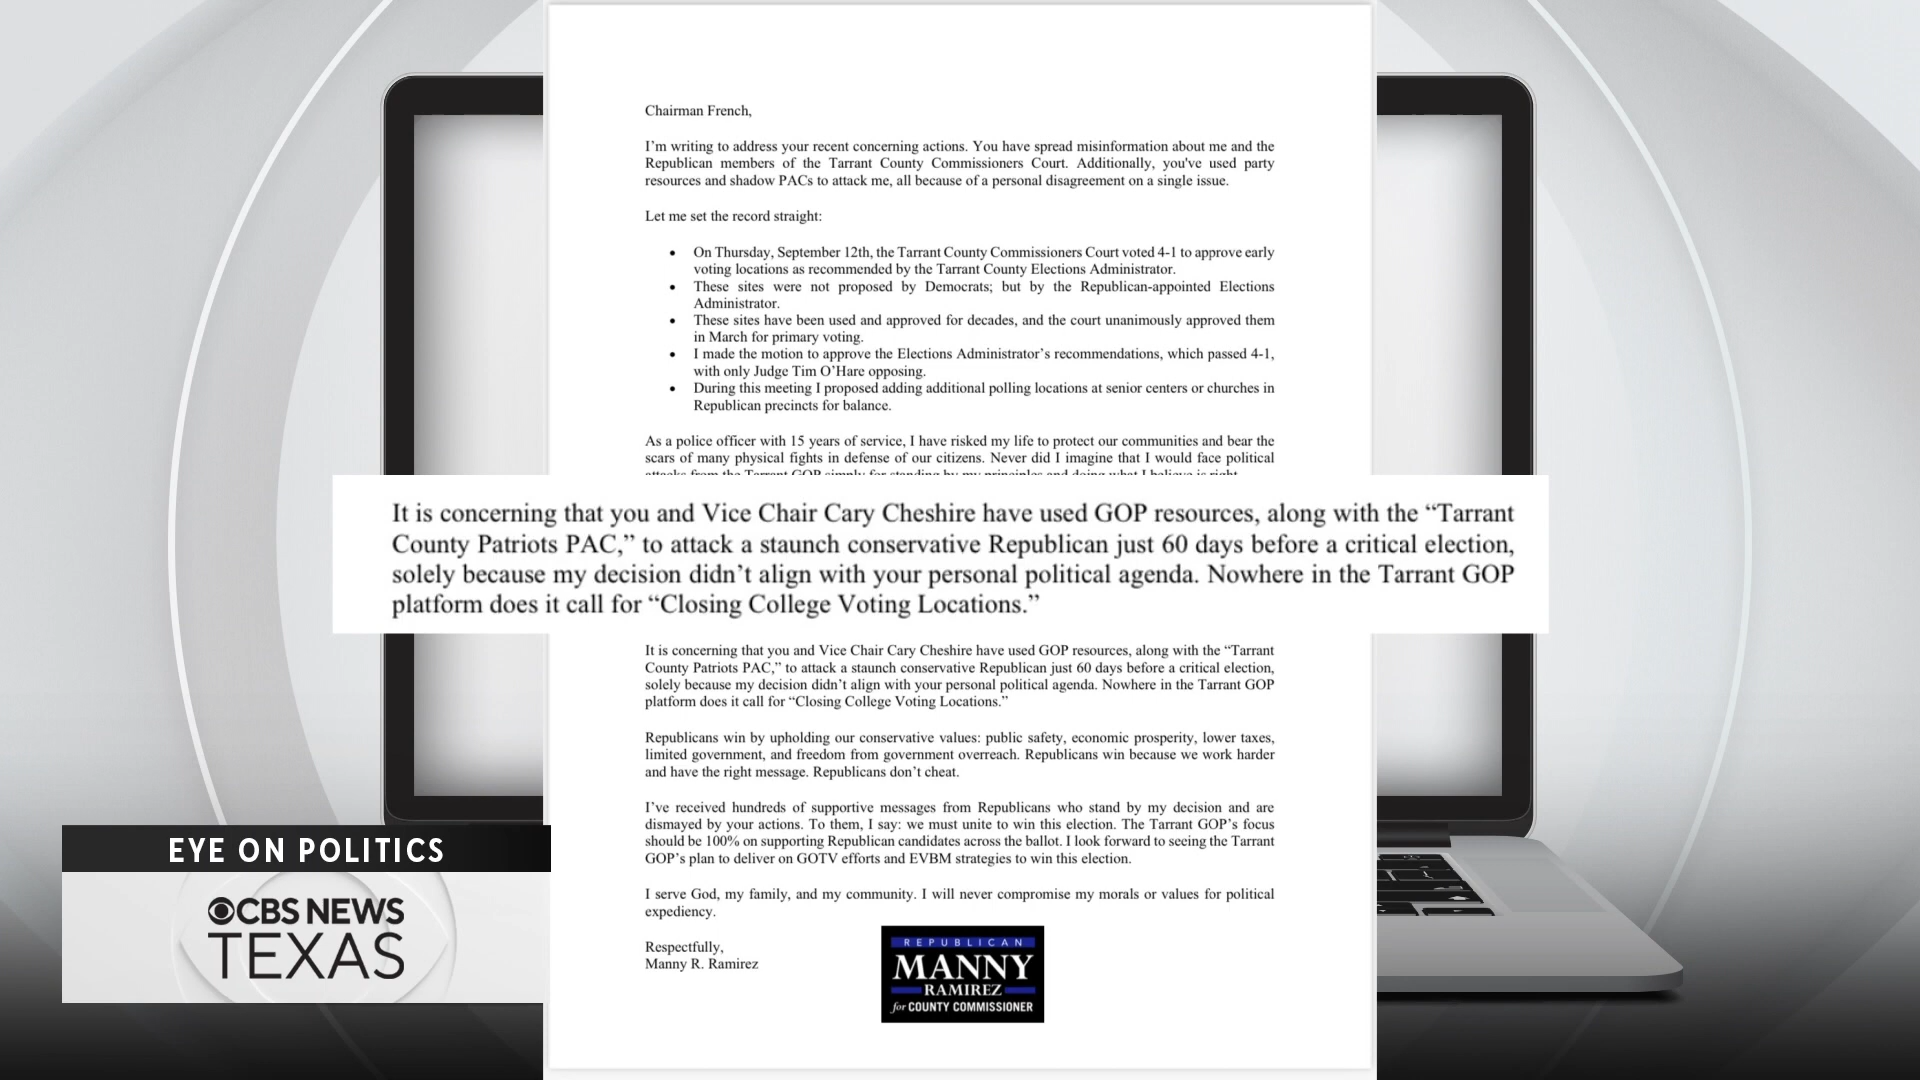 Chairman French,
I’m writing to address your recent concerning actions. You have spread misinformation about me and the
Republican members of the Tarrant County Commissioners Court. Additionally, you've used party
resources and shadow PACs to attack me, all because of a personal disagreement on a single issue.
Let me set the record straight:
• On Thursday, September 12th, the Tarrant County Commissioners Court voted 4-1 to approve early
voting locations as recommended by the Tarrant County Elections Administrator.
• These sites were not proposed by Democrats; but by the Republican-appointed Elections
Administrator.
• These sites have been used and approved for decades, and the court unanimously approved them
in March for primary voting.
• I made the motion to approve the Elections Administrator’s recommendations, which passed 4-1,
with only Judge Tim O’Hare opposing.
• During this meeting I proposed adding additional polling locations at senior centers or churches in
Republican precincts for balance.
As a police officer with 15 years of service, I have risked my life to protect our communities and bear the
scars of many physical fights in defense of our citizens. Never did I imagine that I would face political
attacks from the Tarrant GOP simply for standing by my principles and doing what I believe is right.
It is concerning that you and Vice Chair Cary Cheshire have used GOP resources, along with the “Tarrant
County Patriots PAC,” to attack a staunch conservative Republican just 60 days before a critical election,
solely because my decision didn’t align with your personal political agenda. Nowhere in the Tarrant GOP
platform does it call for “Closing College Voting Locations.”
It is concerning that you and Vice Chair Cary Cheshire have used GOP resources, along with the “Tarrant
County Patriots PAC,” to attack a staunch conservative Republican just 60 days before a critical election,
solely because my decision didn’t align with your personal political agenda. Nowhere in the Tarrant GOP
platform does it call for “Closing College Voting Locations.”
Republicans win by upholding our conservative values: public safety, economic prosperity, lower taxes,
limited government, and freedom from government overreach. Republicans win because we work harder
and have the right message. Republicans don’t cheat.
I’ve received hundreds of supportive messages from Republicans who stand by my decision and are
dismayed by your actions. To them, I say: we must unite to win this election. The Tarrant GOP’s focus
should be 100% on supporting Republican candidates across the ballot. I look forward to seeing the Tarrant
GOP’s plan to deliver on GOTV efforts and EVBM strategies to win this election.
I serve God, my family, and my community. I will never compromise my morals or values for political
expediency.
Respectfully,
Manny R. Ramirez
REPUBLICAN
MANNY
RAMIREZ
for COUNTY COMMISSIONER
EYE ON POLITICS
CBS NEWS
TEXAS